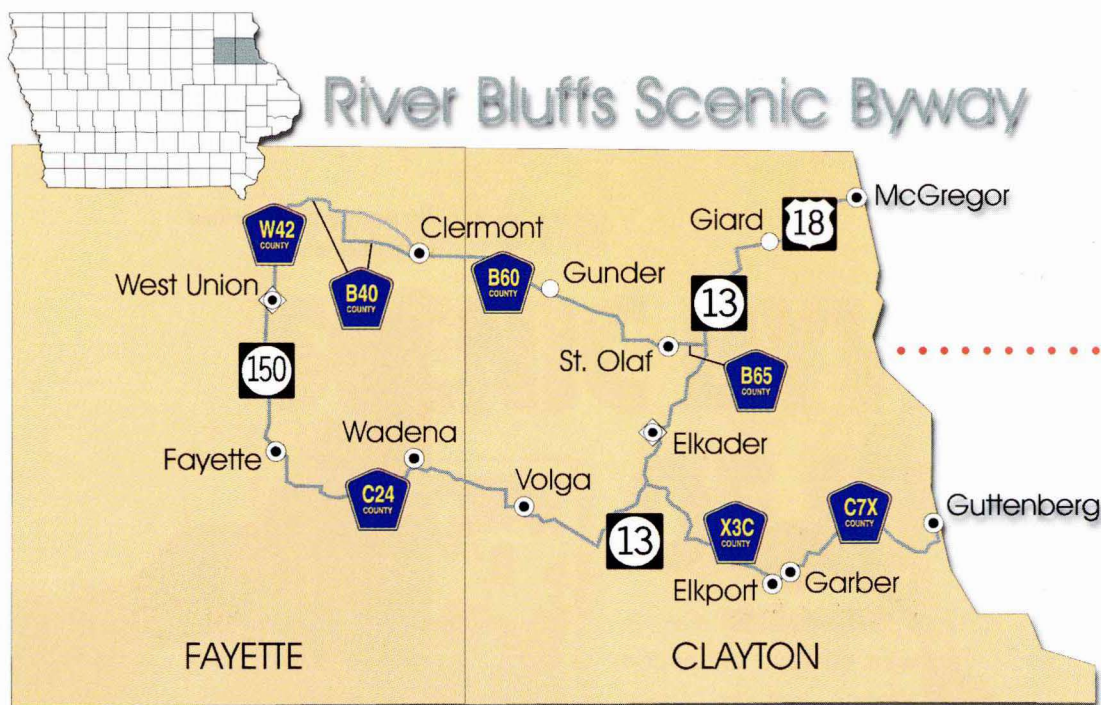 River Bluffs Scenic Byway
McGregor
Giard
18
W42
COUNTY
Clermont
B60
COUNTY
Gunder
13
West Union
B40
COUNTY
150
St. Olaf
B65
COUNTY
Wadena
Elkader
Fayette
C24
COUNTY
Volga
13
X3C
COUNTY
C7X
COUNTY
Guttenberg
Elkport
Garber
FAYETTE
CLAYTON